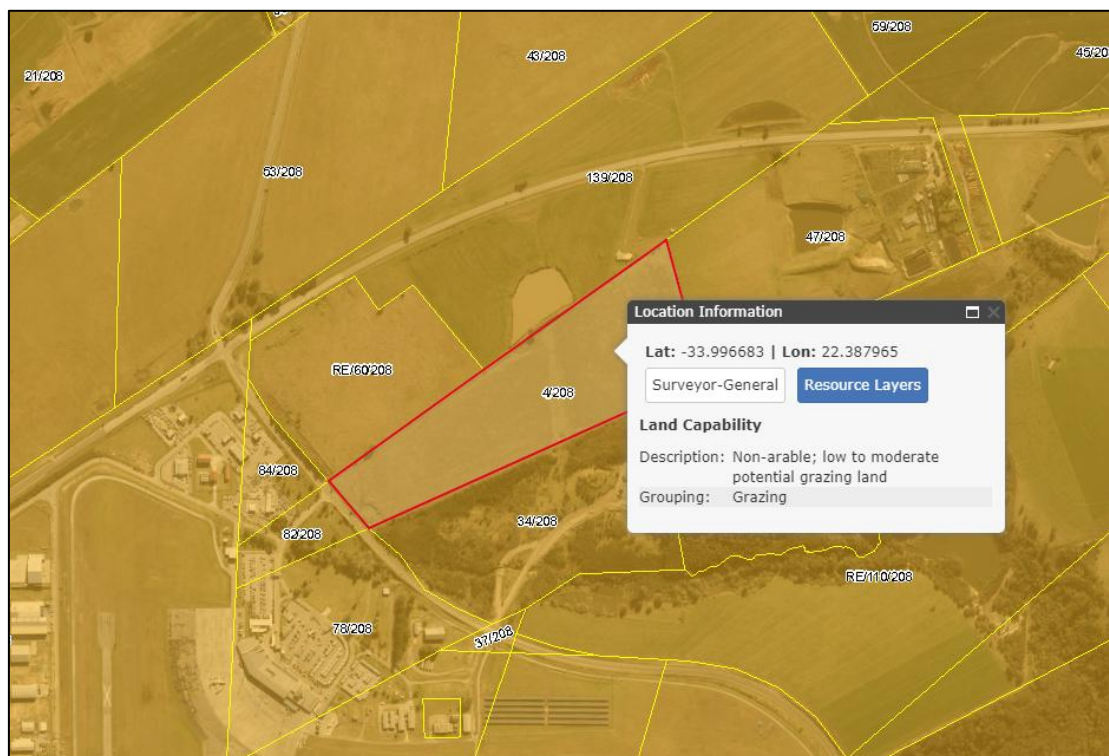 59/208
43/208
45/20
21/208
53/208
139/208
47/208
Location Information
Lat: -33.996683 | Lon: 22.387965
Surveyor-General Resource Layers
Land Capability
Description: Non-arable; low to moderate
potential grazing land
Grouping: Grazing
RE/60/208
4/208
84/208
34/208
82/208
RE/110/208
78/208
37/208